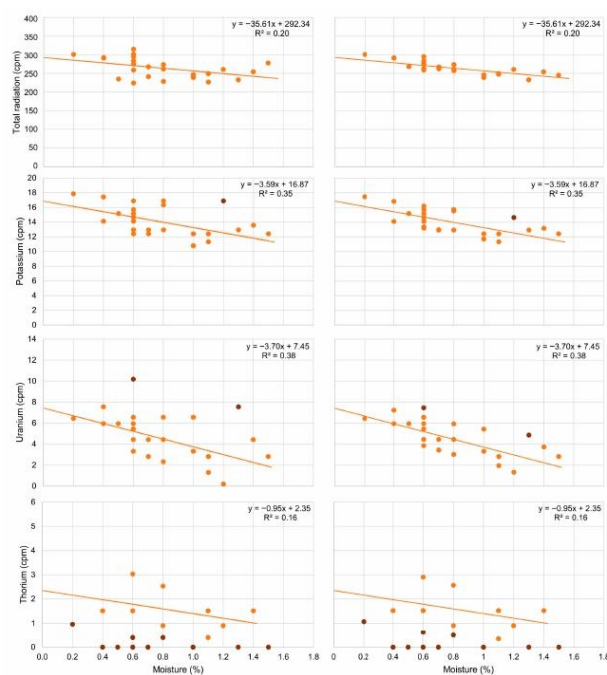 y = −35.61x + 292.34
R² = 0.20
Total radiation (cpm)
400
350
300
250
200
150
100
50
0
y = −35.61x + 292.34
R² = 0.20
y = −3.59x + 16.87
R² = 0.35
Potassium (cpm)
20
18
16
14
12
10
8
6
4
2
0
y = −3.59x + 16.87
R² = 0.35
y = −3.70x + 7.45
R² = 0.38
Uranium (cpm)
14
12
10
8
6
4
2
0
y = −3.70x + 7.45
R² = 0.38
y = −0.95x + 2.35
R² = 0.16
Thorium (cpm)
6
5
4
3
2
1
0
y = −0.95x + 2.35
R² = 0.16
0.0 0.2 0.4 0.6 0.8 1.0 1.2 1.4 1.6 1.8
Moisture (%)
0.0 0.2 0.4 0.6 0.8 1.0 1.2 1.4 1.6 1.8
Moisture (%)